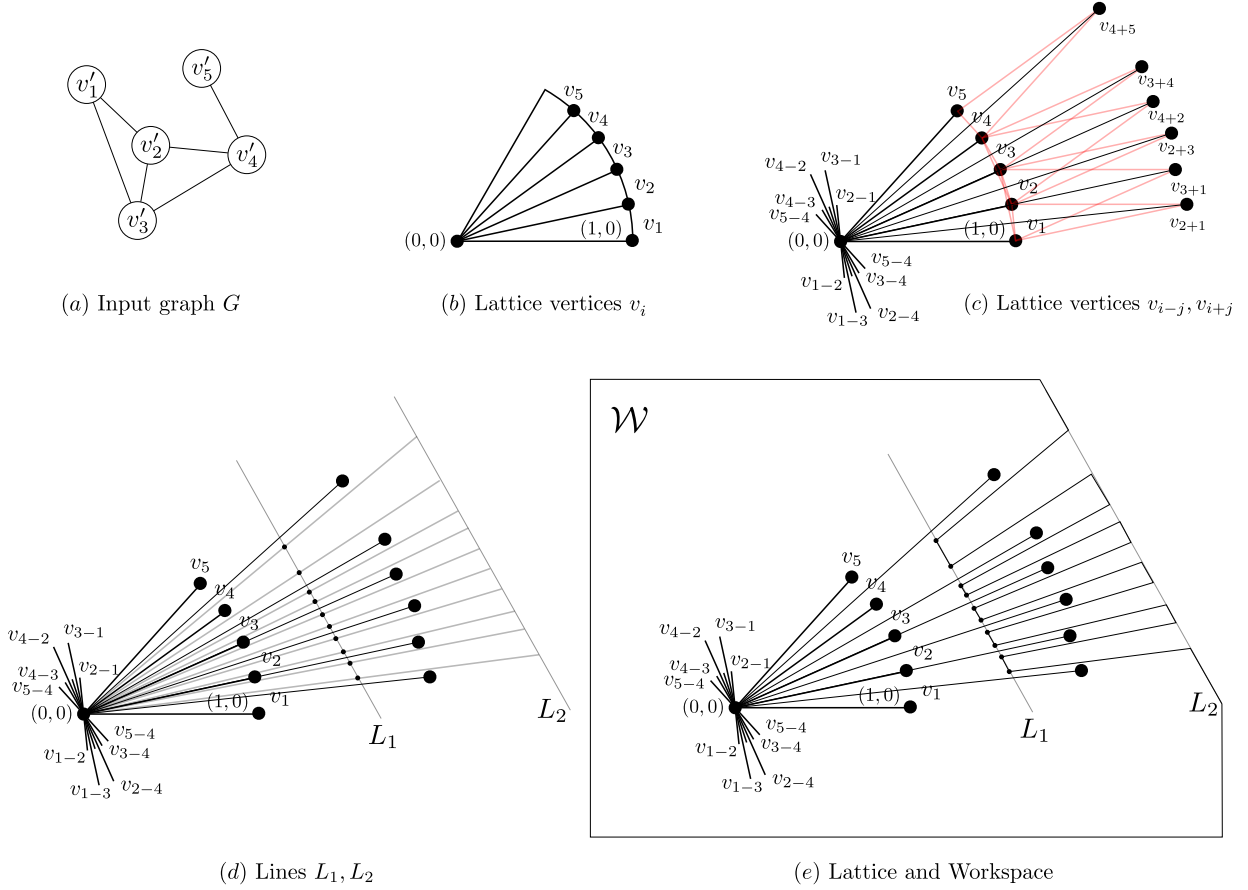 v′₁
v′₅
v′₂
v′₄
v′₃
(a) Input graph G
v₅
v₄
v₃
v₂
v₁
(0, 0)
(1, 0)
(b) Lattice vertices vᵢ
v₄₊₅
v₃₊₄
v₄₊₂
v₂₊₃
v₃₊₁
v₂₊₁
v₅
v₄
v₃
v₂
v₁
v₄₋₂
v₃₋₁
v₄₋₃
v₂₋₁
v₅₋₄
(0, 0)
(1, 0)
v₅₋₄
v₁₋₂
v₃₋₄
v₁₋₃
v₂₋₄
(c) Lattice vertices vᵢ₋ⱼ, vᵢ₊ⱼ
v₅
v₄
v₃
v₂
v₁
v₄₋₂
v₃₋₁
v₄₋₃
v₂₋₁
v₅₋₄
(0, 0)
(1, 0)
v₅₋₄
v₁₋₂
v₃₋₄
v₁₋₃
v₂₋₄
L₁
L₂
(d) Lines L₁, L₂
𝒲
v₅
v₄
v₃
v₂
v₁
v₄₋₂
v₃₋₁
v₄₋₃
v₂₋₁
v₅₋₄
(0, 0)
(1, 0)
v₅₋₄
v₁₋₂
v₃₋₄
v₁₋₃
v₂₋₄
L₁
L₂
(e) Lattice and Workspace